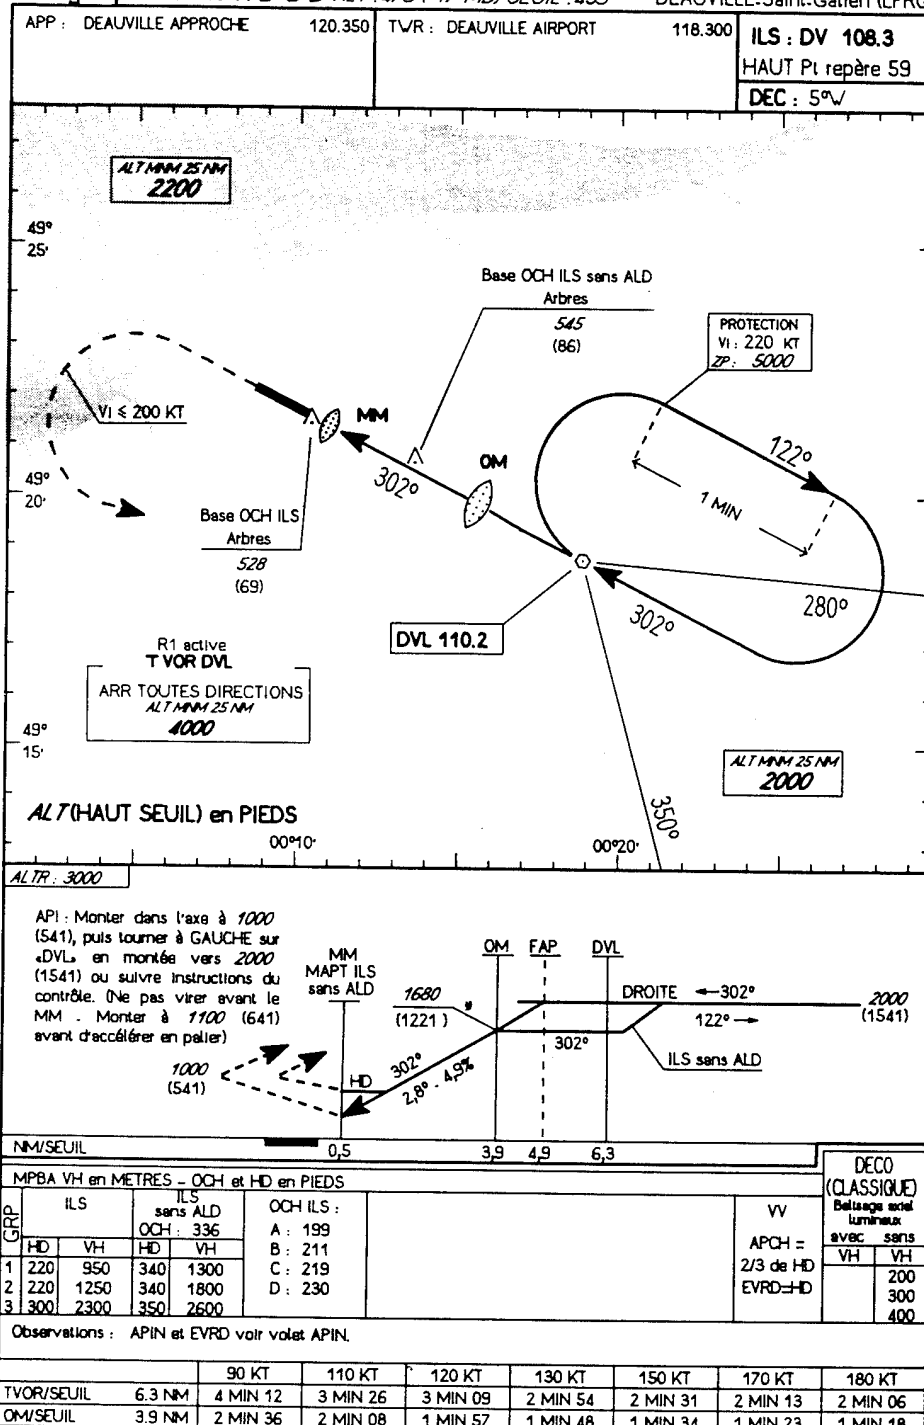 DEAUVILLE-Saint-Gatien
APP : DEAUVILLE APPROCHE 120.350
TWR : DEAUVILLE AIRPORT 118.300
ILS : DV 108.3
HAUT Pt repère 59
DEC : 5°W
ALT MNM 25 NM
2200
49°
25'
Base OCH ILS sans ALD
Arbres
545
(86)
PROTECTION
VI : 220 KT
ZP : 5000
VI ≤ 200 KT
MM
302°
OM
122°
1 MIN
49°
20'
Base OCH ILS
Arbres
528
(69)
280°
302°
DVL 110.2
R1 active
T VOR DVL
ARR TOUTES DIRECTIONS
ALT MNM 25 NM
4000
49°
15'
ALT MNM 25 NM
2000
350°
ALT(HAUT SEUIL) en PIEDS
00°10'
00°20'
ALTR : 3000
API : Monter dans l'axe à 1000
(541), puis tourner à GAUCHE sur
«DVL» en montée vers 2000
(1541) ou suivre instructions du
contrôle. (Ne pas virer avant le
MM - Monter à 1100 (641)
avant d'accélérer en palier)
MM
MAPT ILS
sans ALD
OM FAP DVL
1680
(1221)
*
DROITE ←302°
122° →
2000
(1541)
302°
ILS sans ALD
302°
2,8° - 4,9%
HD
1000
(541)
NM/SEUIL 0,5 3,9 4,9 6,3
MPBA VH en METRES - OCH et HD en PIEDS
GRP
ILS
ILS
sans ALD
OCH : 336
HD VH HD VH
1 220 950 340 1300
2 220 1250 340 1800
3 300 2300 350 2600
OCH ILS :
A : 199
B : 211
C : 219
D : 230
VV
APCH =
2/3 de HD
EVRD=HD
DECO
(CLASSIQUE)
Balisage axial
lumineux
avec sans
VH VH
200
300
400
Observations : APIN et EVRD voir volet APIN.
90 KT 110 KT 120 KT 130 KT 150 KT 170 KT 180 KT
TVOR/SEUIL 6.3 NM 4 MIN 12 3 MIN 26 3 MIN 09 2 MIN 54 2 MIN 31 2 MIN 13 2 MIN 06
OM/SEUIL 3.9 NM 2 MIN 36 2 MIN 08 1 MIN 57 1 MIN 48 1 MIN 34 1 MIN 23 1 MIN 18